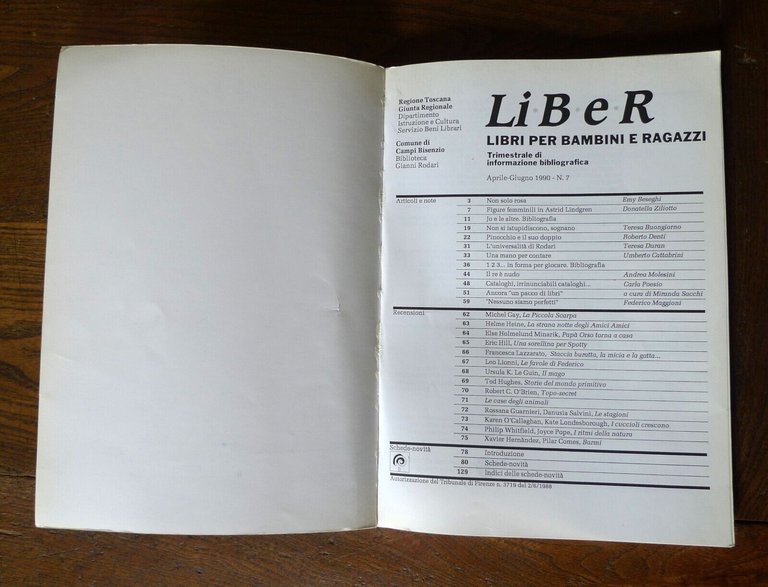 Regione Toscana
Giunta Regionale
Dipartimento
Istruzione e Cultura
Servizio Beni Librari
Comune di
Campi Bisenzio
Biblioteca
Gianni Rodari
LiBeR
LIBRI PER BAMBINI E RAGAZZI
Trimestrale di
informazione bibliografica
Aprile-Giugno 1990 - N. 7
Articoli e note 3 Non solo rosa Emy Beseghi
7 Figure femminili in Astrid Lindgren Donatella Ziliotto
11 Jo e le altre. Bibliografia
19 Non si istupidiscono, sognano Teresa Buongiorno
22 Pinocchio e il suo doppio Roberto Denti
31 L'universalità di Rodari Teresa Duran
33 Una mano per contare Umberto Cattabrini
36 1 2 3... in forma per giocare. Bibliografia
44 Il re è nudo Andrea Molesini
48 Cataloghi, irrinunciabili cataloghi... Carla Poesio
51 Ancora "un pacco di libri" a cura di Miranda Sacchi
59 "Nessuno siamo perfetti" Federico Maggioni
Recensioni 62 Michel Gay, La Piccola Scarpa
63 Helme Heine, La strana notte degli Amici Amici
64 Else Holmelund Minarik, Papà Orso torna a casa
65 Eric Hill, Una sorellina per Spotty
66 Francesca Lazzarato, Staccia buratta, la micia e la gatta...
67 Leo Lionni, Le favole di Federico
68 Ursula K. Le Guin, Il mago
69 Ted Hughes, Storie del mondo primitivo
70 Robert C. O'Brien, Topo-secret
71 Le case degli animali
72 Rossana Guarnieri, Danusia Salvini, Le stagioni
73 Karen O'Callaghan, Kate Londesborough, I cuccioli crescono
74 Philip Whitfield, Joyce Pope, I ritmi della natura
75 Xavier Hernàndez, Pilar Comes, Barmi
Schede-novità 78 Introduzione
80 Schede-novità
129 Indici delle schede-novità
Autorizzazione del Tribunale di Firenze n. 3719 del 2/6/1988